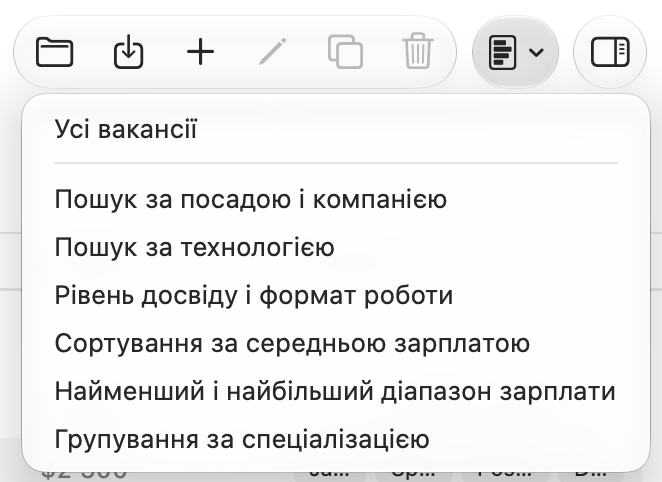 Усі вакансії
Пошук за посадою і компанією
Пошук за технологією
Рівень досвіду і формат роботи
Сортування за середньою зарплатою
Найменший і найбільший діапазон зарплати
Групування за спеціалізацією